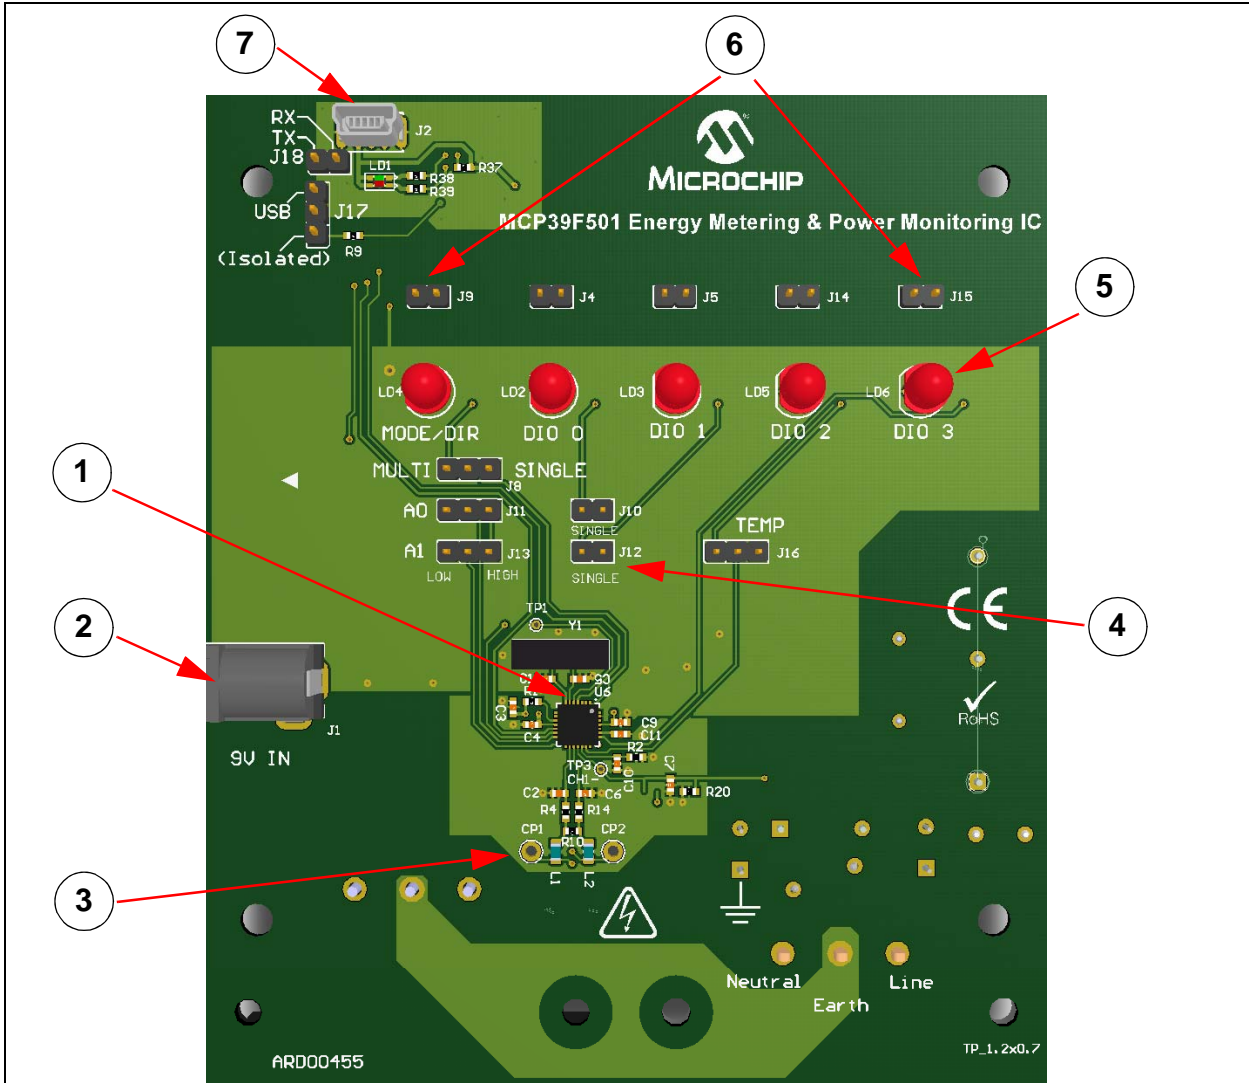 7
6
RX
TX
J18
J2
LD1
R38
R39
R37
USB
J17
(Isolated)
R9
MICROCHIP
MCP39F501 Energy Metering & Power Monitoring IC
J9
J4
J5
J14
J15
5
LD4
LD2
LD3
LD5
LD6
MODE/DIR
DIO 0
DIO 1
DIO 2
DIO 3
1
MULTI
SINGLE
J8
A0
J11
J10
SINGLE
TEMP
A1
J13
J12
J16
LOW
HIGH
SINGLE
TP1
Y1
CE
4
2
U6
C3
C4
C9
C11
R2
J1
9V IN
RoHS
TP3
CH1-
C10
C7
R20
C2
C6
R4
R14
CP1
CP2
R10
L1
L2
3
Neutral
Line
Earth
ARD00455
TP_1.2x0.7